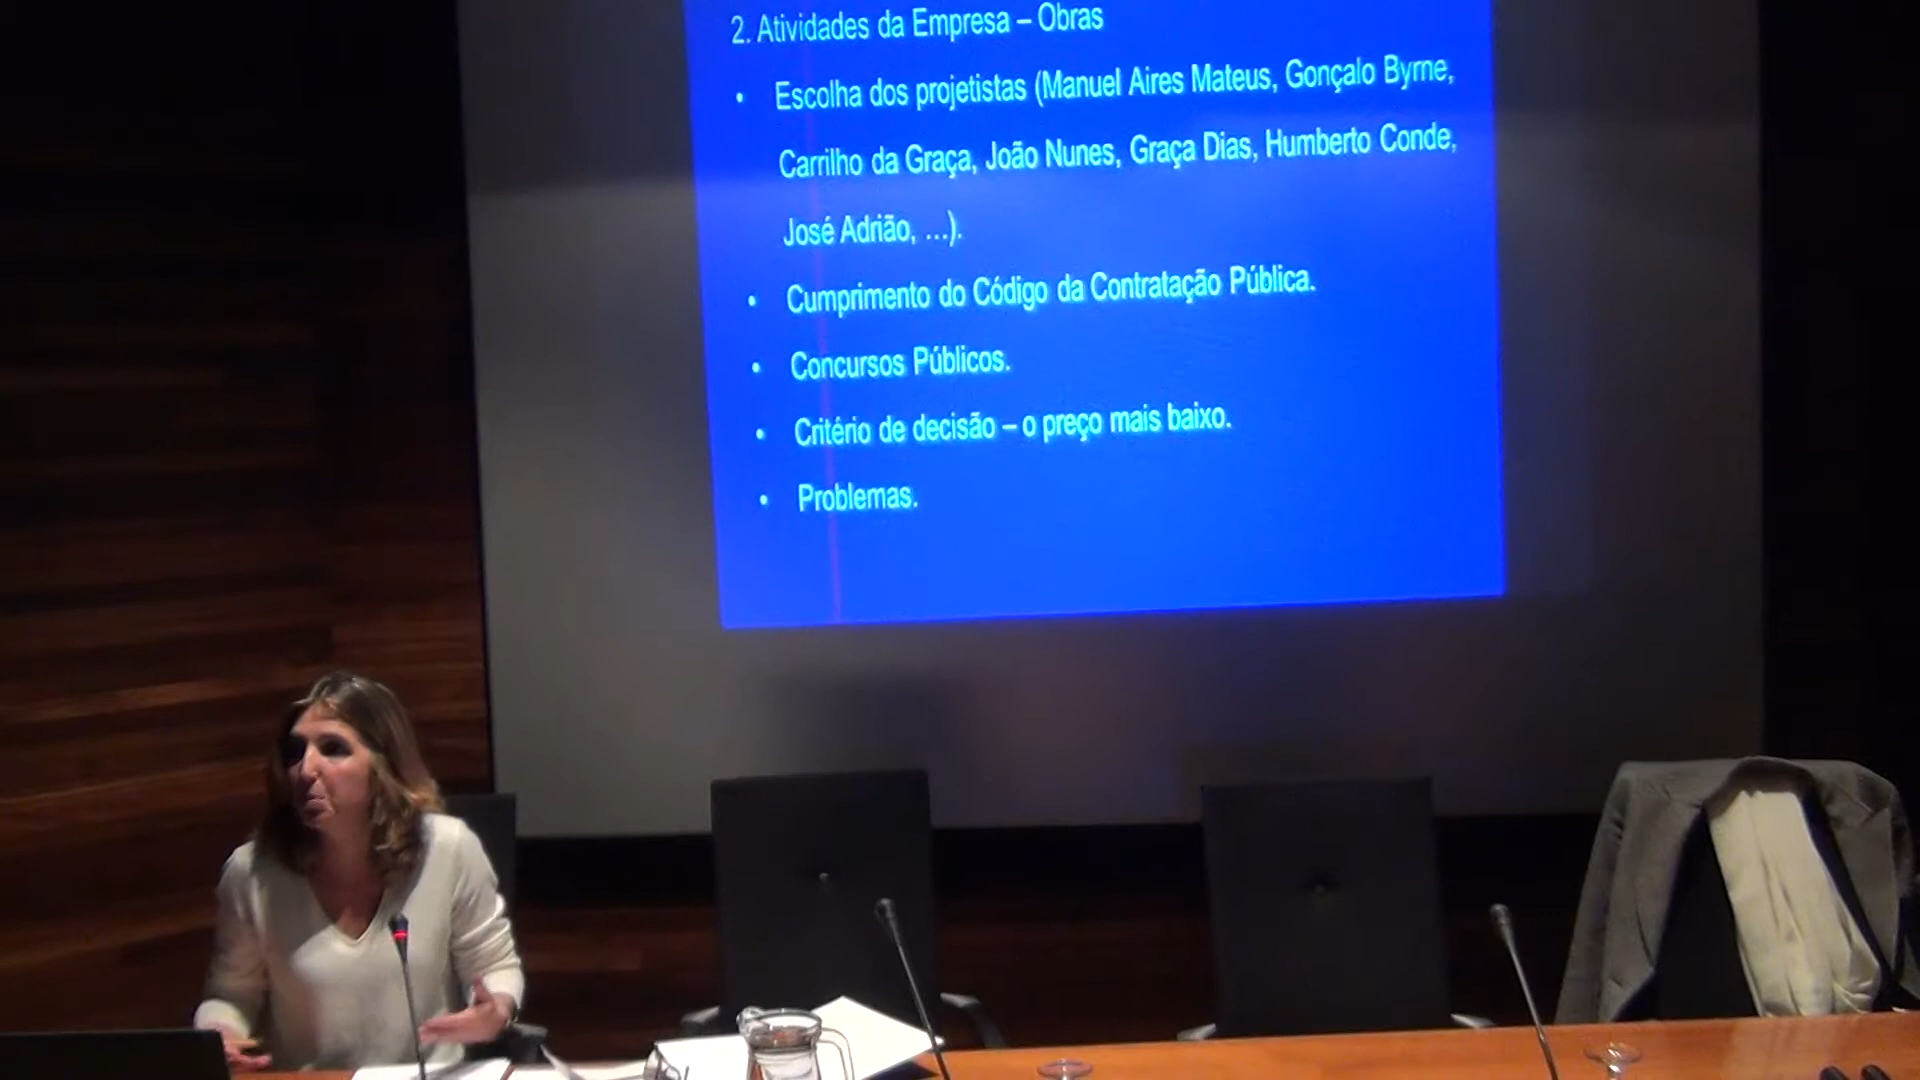 2. Atividades da Empresa – Obras
• Escolha dos projetistas (Manuel Aires Mateus, Gonçalo Byrne,
Carrilho da Graça, João Nunes, Graça Dias, Humberto Conde,
José Adrião, ...).
• Cumprimento do Código da Contratação Pública.
• Concursos Públicos.
• Critério de decisão – o preço mais baixo.
• Problemas.